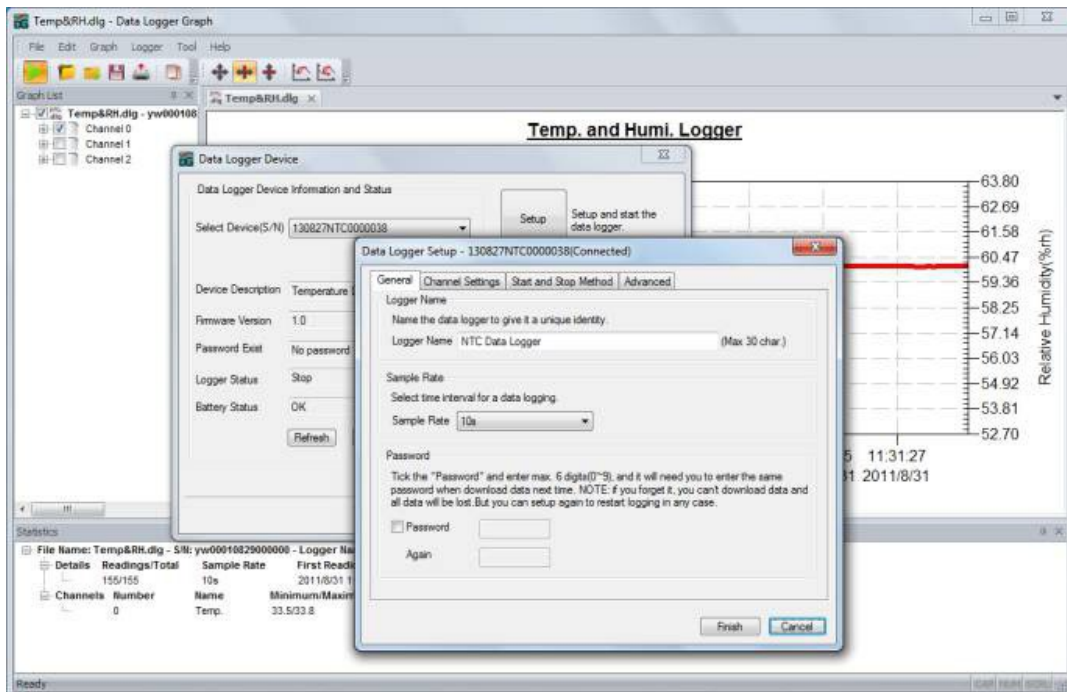 Temp&RH.dlg - Data Logger Graph
File Edit Graph Logger Tool Help
Graph List
Temp&RH.dlg
Temp&RH.dlg - yw000108
Channel 0
Channel 1
Channel 2
Temp. and Humi. Logger
63.80
62.69
61.58
60.47
59.36
58.25
57.14
56.03
54.92
53.81
52.70
Relative Humidity(%rh)
11:31:27
2011/8/31
Data Logger Device
Data Logger Device Information and Status
Select Device(S/N) 130827NTC0000038
Setup
Setup and start the
data logger.
Device Description Temperature
Firmware Version 1.0
Password Exist No password
Logger Status Stop
Battery Status OK
Refresh
Data Logger Setup - 130827NTC0000038(Connected)
General Channel Settings Start and Stop Method Advanced
Logger Name
Name the data logger to give it a unique identity.
Logger Name NTC Data Logger (Max 30 char.)
Sample Rate
Select time interval for a data logging.
Sample Rate 10s
Password
Tick the "Password" and enter max. 6 digits(0~9), and it will need you to enter the same
password when download data next time. NOTE: if you forget it, you can't download data and
all data will be lost.But you can setup again to restart logging in any case.
Password
Again
Finish Cancel
Statistics
File Name: Temp&RH.dlg - S/N: yw00010829000000 - Logger Na
Details Readings/Total Sample Rate First Readi
155/155 10s 2011/8/31 1
Channels Number Name Minimum/Maxim
0 Temp. 33.5/33.8
Ready
CAP NUM SCRL